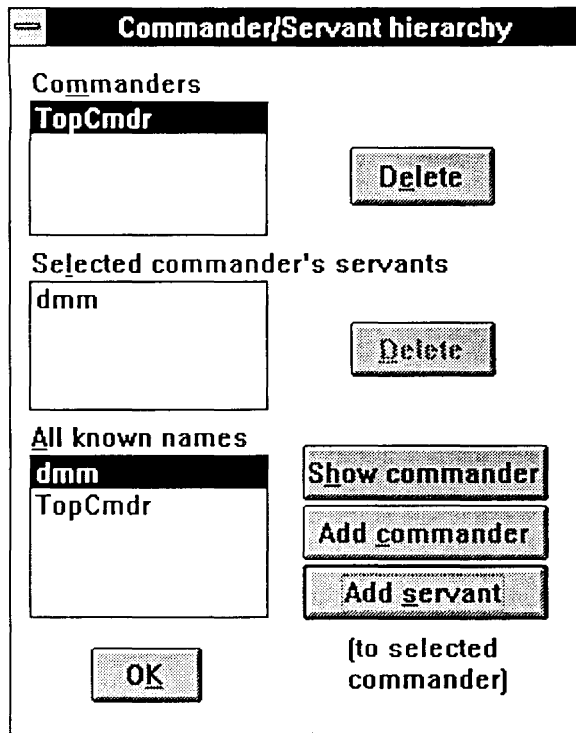 Commander/Servant hierarchy
Commanders
TopCmdr
Delete
Selected commander's servants
dmm
Delete
All known names
dmm
TopCmdr
Show commander
Add commander
Add servant
(to selected
commander)
OK